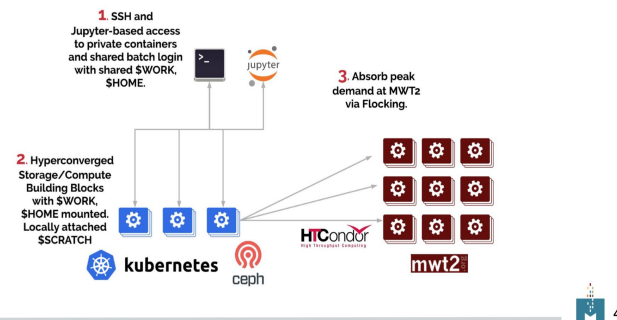 1. SSH and
Jupyter-based access
to private containers
and shared batch login
with shared $WORK,
$HOME.
>_
jupyter
3. Absorb peak
demand at MWT2
via Flocking.
2. Hyperconverged
Storage/Compute
Building Blocks
with $WORK,
$HOME mounted.
Locally attached
$SCRATCH
kubernetes
ceph
HTCondor
High Throughput Computing
mwt2
4